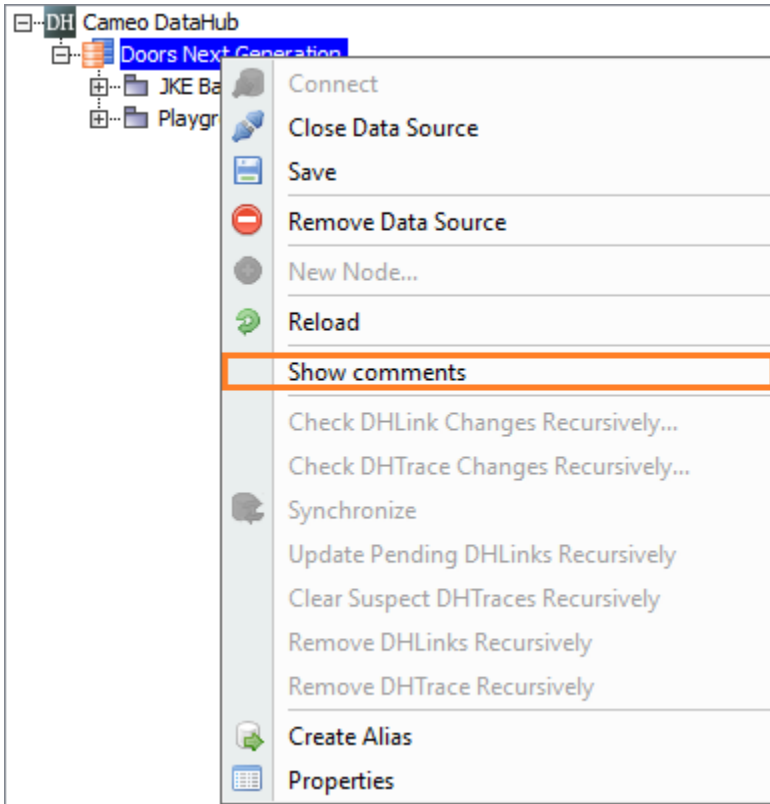 DH Cameo DataHub
Doors Next Generation
JKE Ba
Playgr
Connect
Close Data Source
Save
Remove Data Source
New Node...
Reload
Show comments
Check DHLink Changes Recursively...
Check DHTrace Changes Recursively...
Synchronize
Update Pending DHLinks Recursively
Clear Suspect DHTraces Recursively
Remove DHLinks Recursively
Remove DHTrace Recursively
Create Alias
Properties